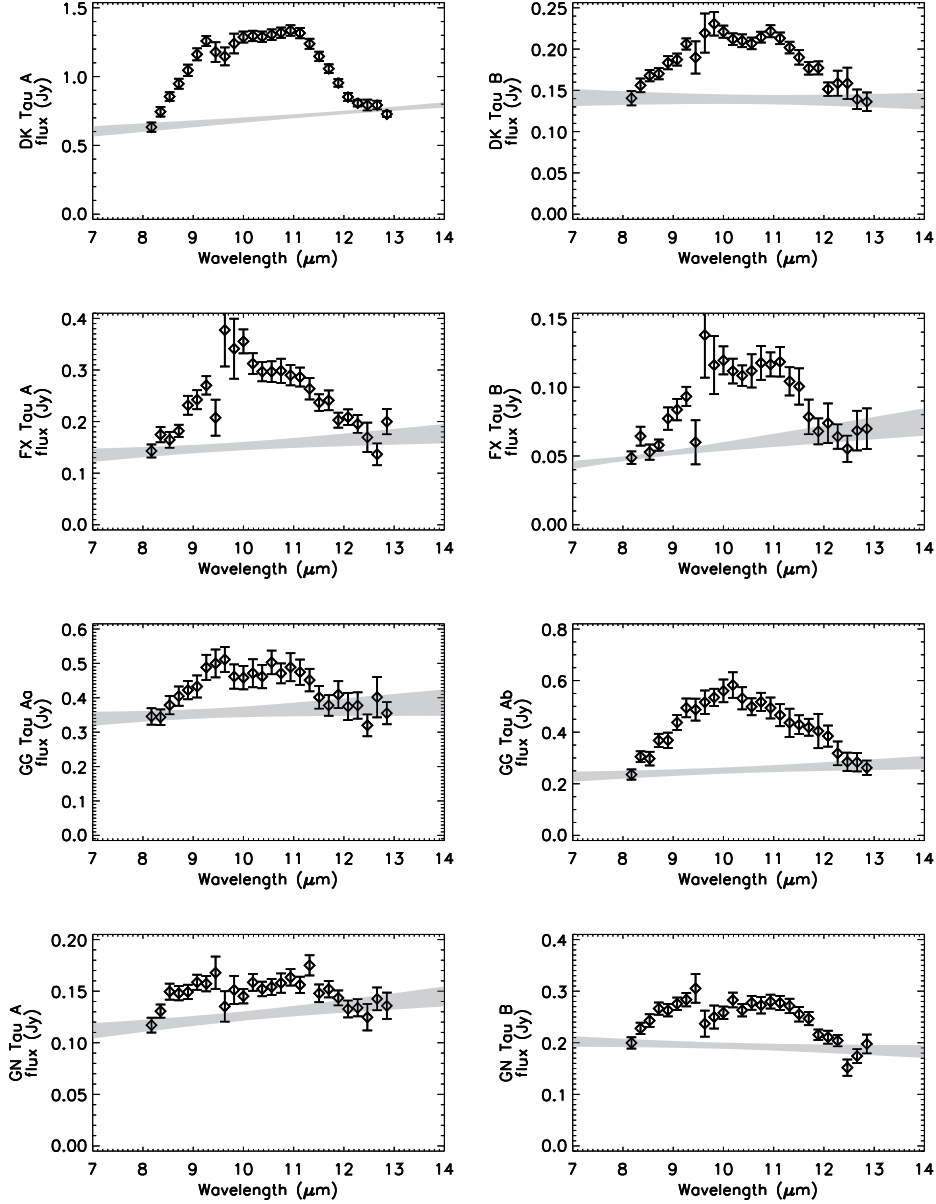 DK Tau A
flux (Jy)
1.5
1.0
0.5
0.0
7 8 9 10 11 12 13 14
Wavelength (μm)
DK Tau B
flux (Jy)
0.25
0.20
0.15
0.10
0.05
0.00
7 8 9 10 11 12 13 14
Wavelength (μm)
FX Tau A
flux (Jy)
0.4
0.3
0.2
0.1
0.0
7 8 9 10 11 12 13 14
Wavelength (μm)
FX Tau B
flux (Jy)
0.15
0.10
0.05
0.00
7 8 9 10 11 12 13 14
Wavelength (μm)
GG Tau Aa
flux (Jy)
0.6
0.5
0.4
0.3
0.2
0.1
0.0
7 8 9 10 11 12 13 14
Wavelength (μm)
GG Tau Ab
flux (Jy)
0.8
0.6
0.4
0.2
0.0
7 8 9 10 11 12 13 14
Wavelength (μm)
GN Tau A
flux (Jy)
0.20
0.15
0.10
0.05
0.00
7 8 9 10 11 12 13 14
Wavelength (μm)
GN Tau B
flux (Jy)
0.4
0.3
0.2
0.1
0.0
7 8 9 10 11 12 13 14
Wavelength (μm)